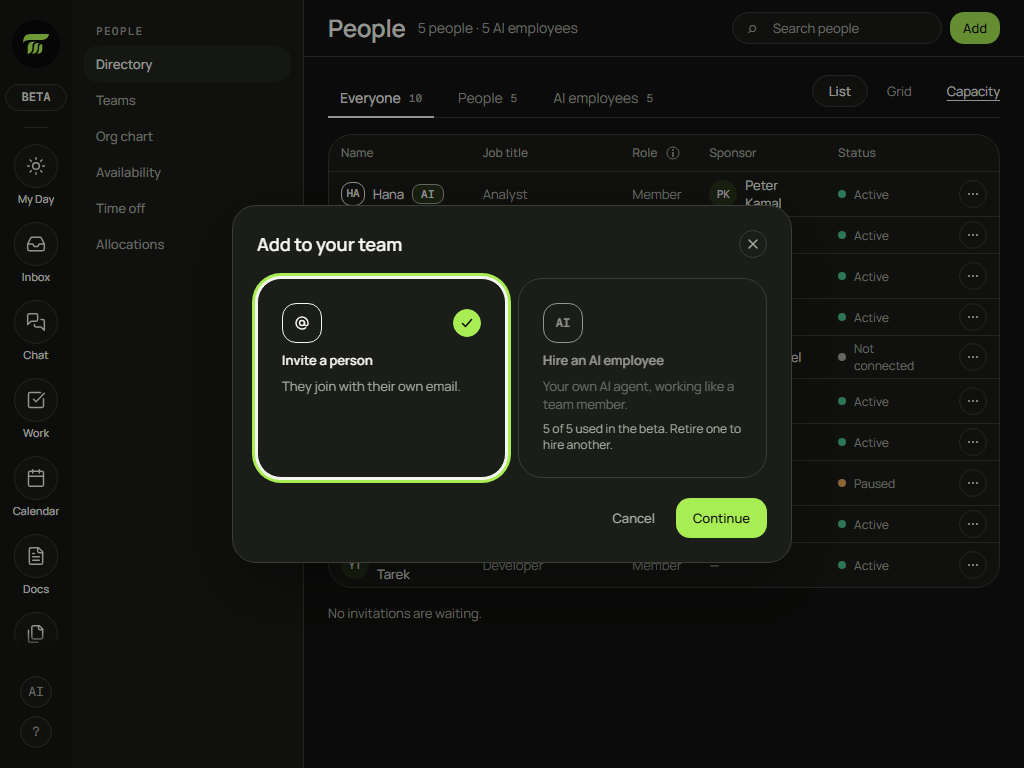 BETA
My Day
Inbox
Chat
Work
Calendar
Docs
AI
?
PEOPLE
Directory
Teams
Org chart
Availability
Time off
Allocations
People 5 people · 5 AI employees
Search people
Add
Everyone 10 People 5 AI employees 5
List Grid Capacity
Name Job title Role Sponsor Status
HA Hana AI Analyst Member PK Peter Kamal Active
Active
Active
Active
Not connected
Active
Active
Paused
Active
YT Tarek Developer Member — Active
No invitations are waiting.
Add to your team
@
Invite a person
They join with their own email.
AI
Hire an AI employee
Your own AI agent, working like a
team member.
5 of 5 used in the beta. Retire one to
hire another.
Cancel Continue